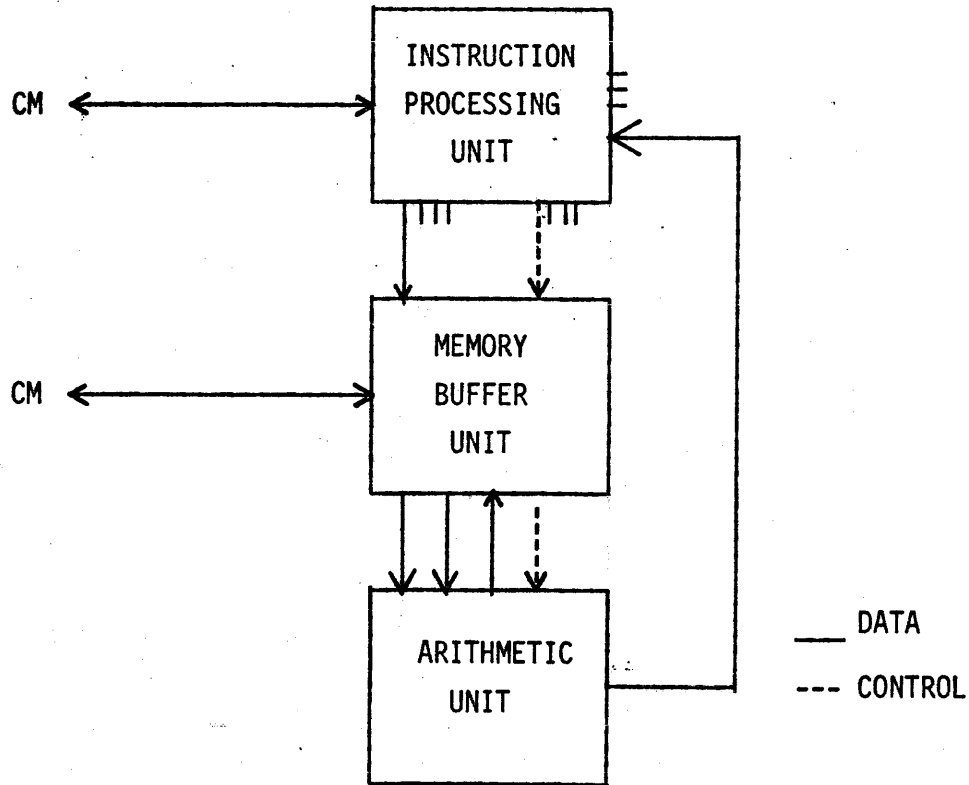 INSTRUCTION
PROCESSING
UNIT
CM
MEMORY
BUFFER
UNIT
CM
ARITHMETIC
UNIT
DATA
CONTROL